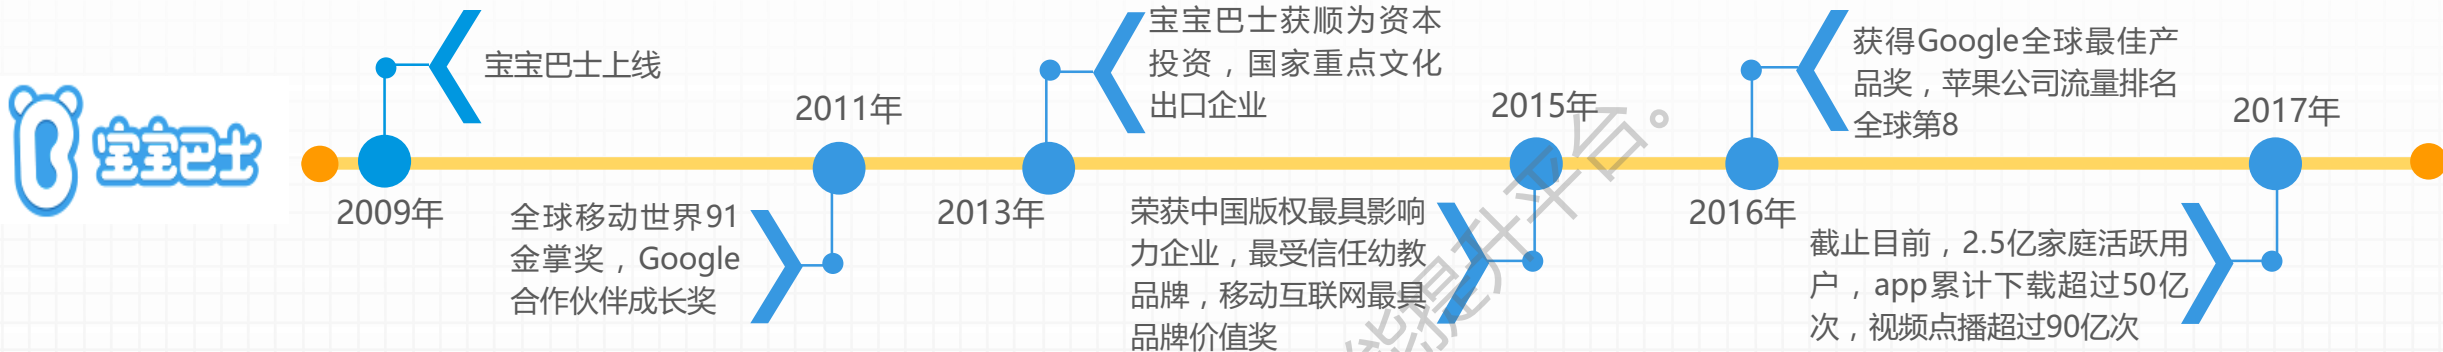 宝宝巴士
2009年
宝宝巴士上线
2011年
全球移动世界91
金掌奖，Google
合作伙伴成长奖
2013年
宝宝巴士获顺为资本
投资，国家重点文化
出口企业
2015年
荣获中国版权最具影响
力企业，最受信任幼教
品牌，移动互联网最具
品牌价值奖
2016年
获得Google全球最佳产
品奖，苹果公司流量排名
全球第8
2017年
截止目前，2.5亿家庭活跃用
户，app累计下载超过50亿
次，视频点播超过90亿次
能提升平台。